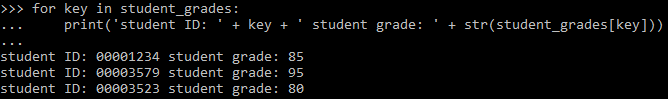 >>> for key in student_grades:
...     print('student ID: ' + key + ' student grade: ' + str(student_grades[key]))
...
student ID: 00001234 student grade: 85
student ID: 00003579 student grade: 95
student ID: 00003523 student grade: 80